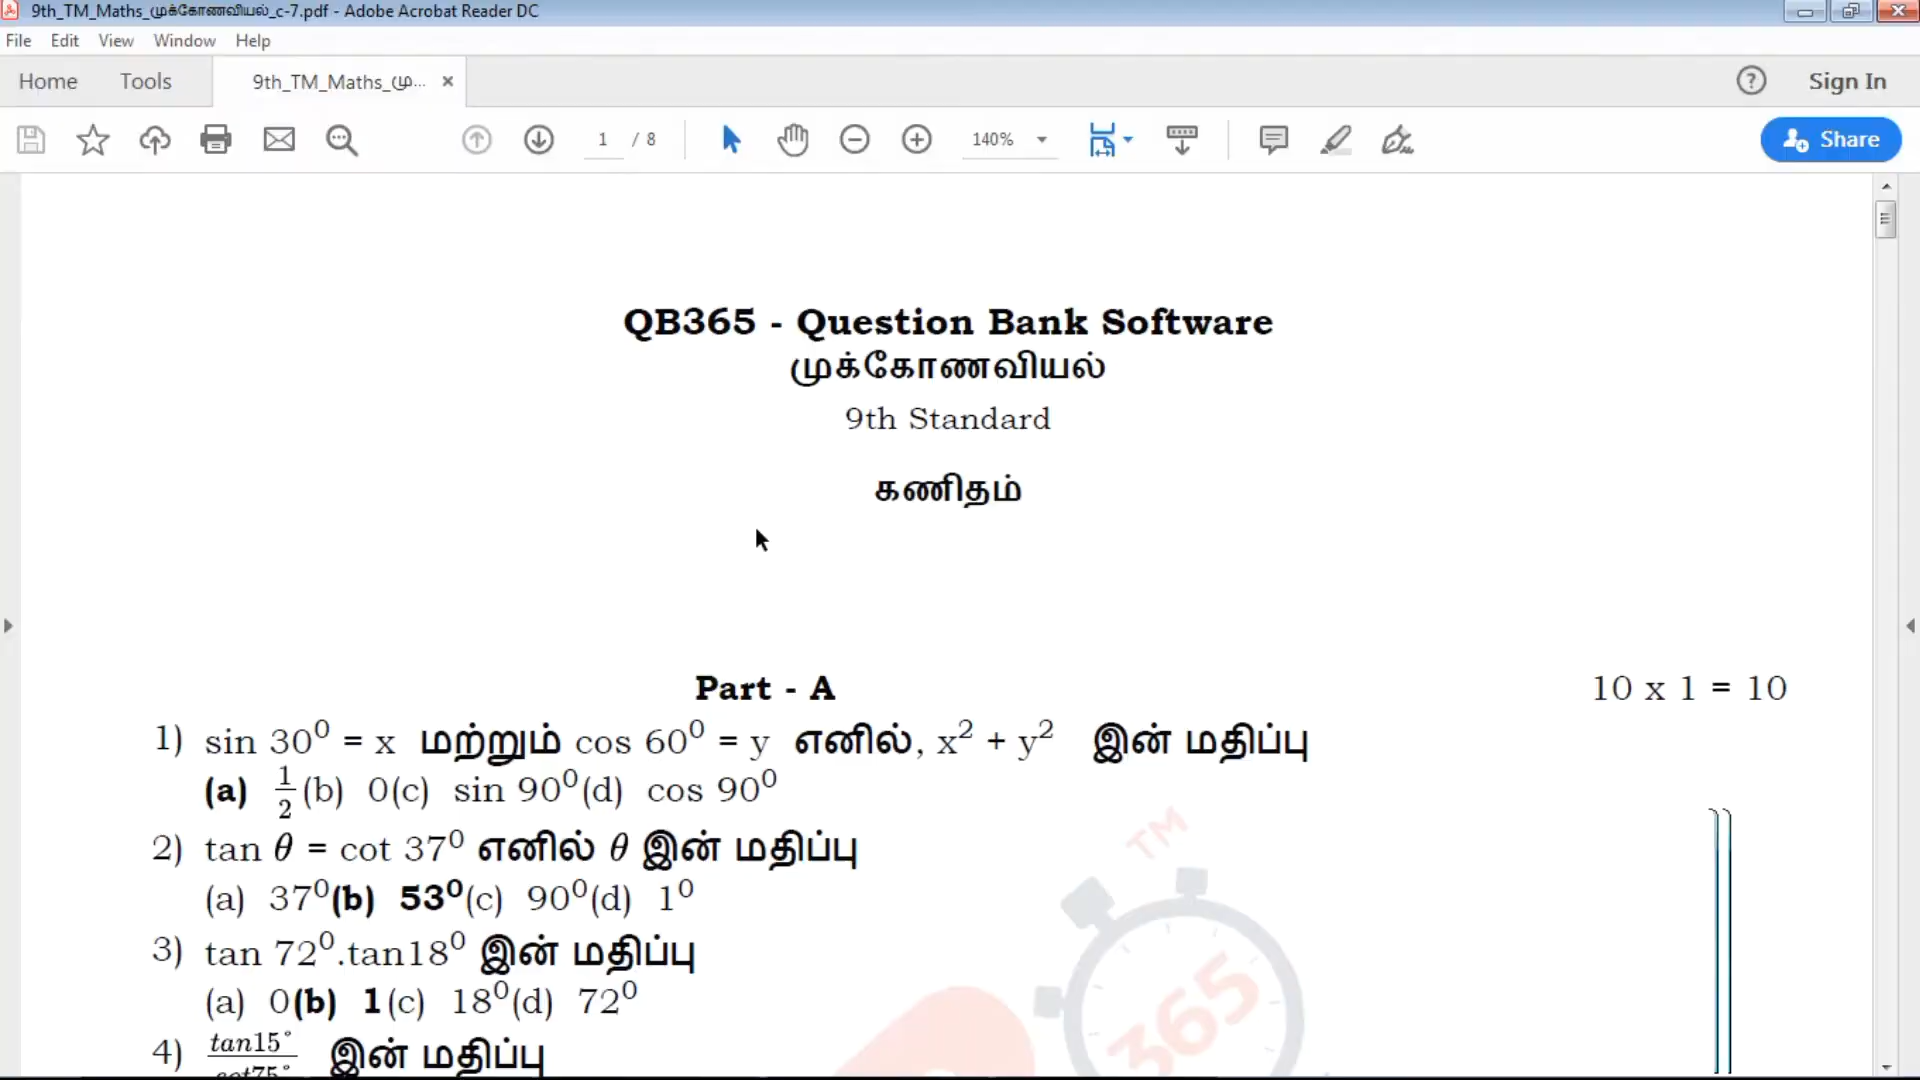 9th_TM_Maths_முக்கோணவியல்_c-7.pdf - Adobe Acrobat Reader DC
File Edit View Window Help
Home Tools 9th_TM_Maths_மு... × ? Sign In
1 / 8 140% Share
QB365 - Question Bank Software
முக்கோணவியல்
9th Standard
கணிதம்
Part - A 10 x 1 = 10
1) sin 30⁰ = x மற்றும் cos 60⁰ = y எனில், x² + y² இன் மதிப்பு
(a) 1/2 (b) 0(c) sin 90⁰(d) cos 90⁰
2) tan θ = cot 37⁰ எனில் θ இன் மதிப்பு
(a) 37⁰(b) 53⁰(c) 90⁰(d) 1⁰
3) tan 72⁰.tan18⁰ இன் மதிப்பு
(a) 0(b) 1(c) 18⁰(d) 72⁰
4) tan15°/cot75° இன் மதிப்பு
TM
365